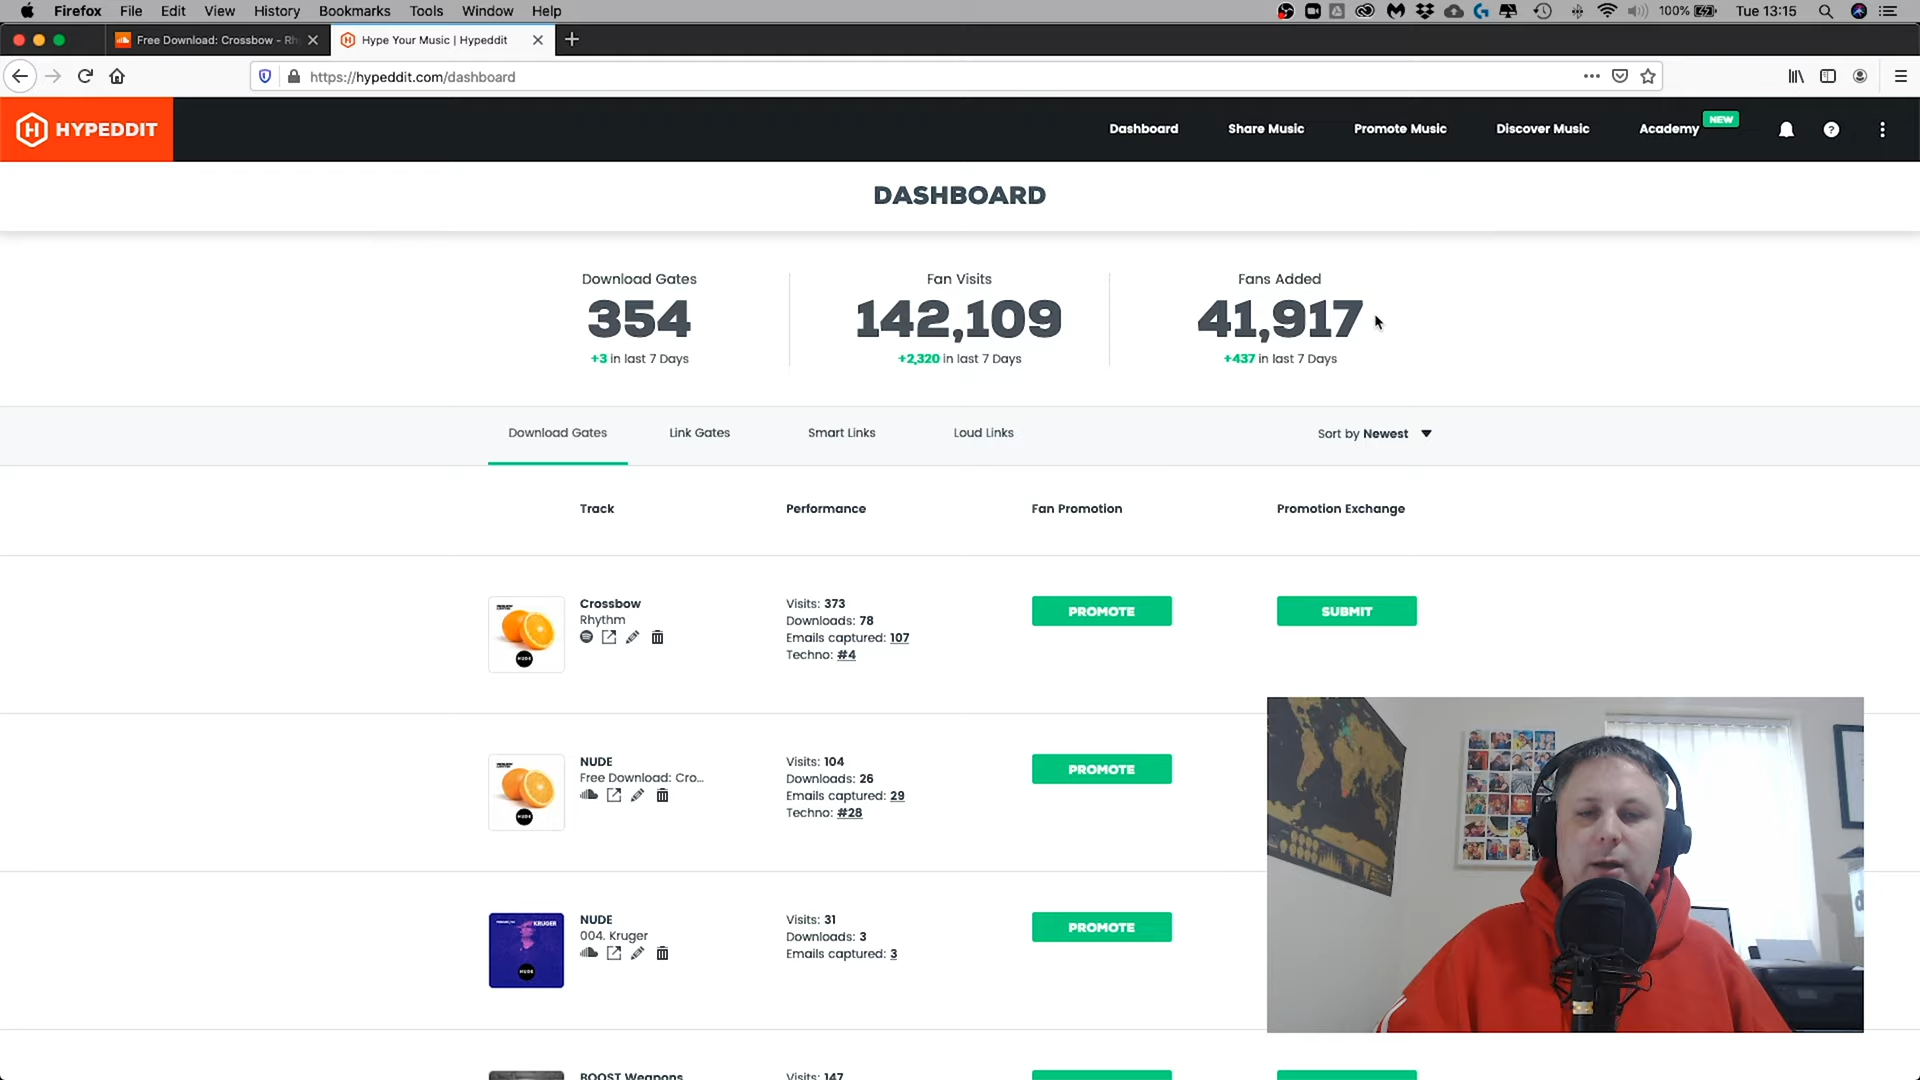 Firefox File Edit View History Bookmarks Tools Window Help 100% Tue 13:15
Free Download: Crossbow - Rh
Hype Your Music | Hypeddit
https://hypeddit.com/dashboard
HYPEDDIT
Dashboard Share Music Promote Music Discover Music Academy NEW
DASHBOARD
Download Gates Fan Visits Fans Added
354 142,109 41,917
+3 in last 7 Days +2,320 in last 7 Days +437 in last 7 Days
Download Gates Link Gates Smart Links Loud Links Sort by Newest
Track Performance Fan Promotion Promotion Exchange
Crossbow
Rhythm
Visits: 373
Downloads: 78
Emails captured: 107
Techno: #4
PROMOTE
SUBMIT
NUDE
Free Download: Cro...
Visits: 104
Downloads: 26
Emails captured: 29
Techno: #28
PROMOTE
KRUGER
NUDE
004. Kruger
Visits: 31
Downloads: 3
Emails captured: 3
PROMOTE
BOOST Weapons
Visits: 147